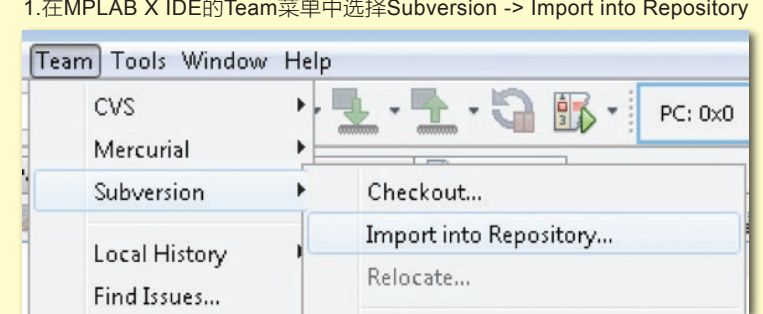 1.在MPLAB X IDE的Team菜单中选择Subversion -> Import into Repository
Team Tools Window Help
PC: 0x0
CVS
Mercurial
Subversion
Checkout...
Import into Repository...
Local History
Relocate...
Find Issues...